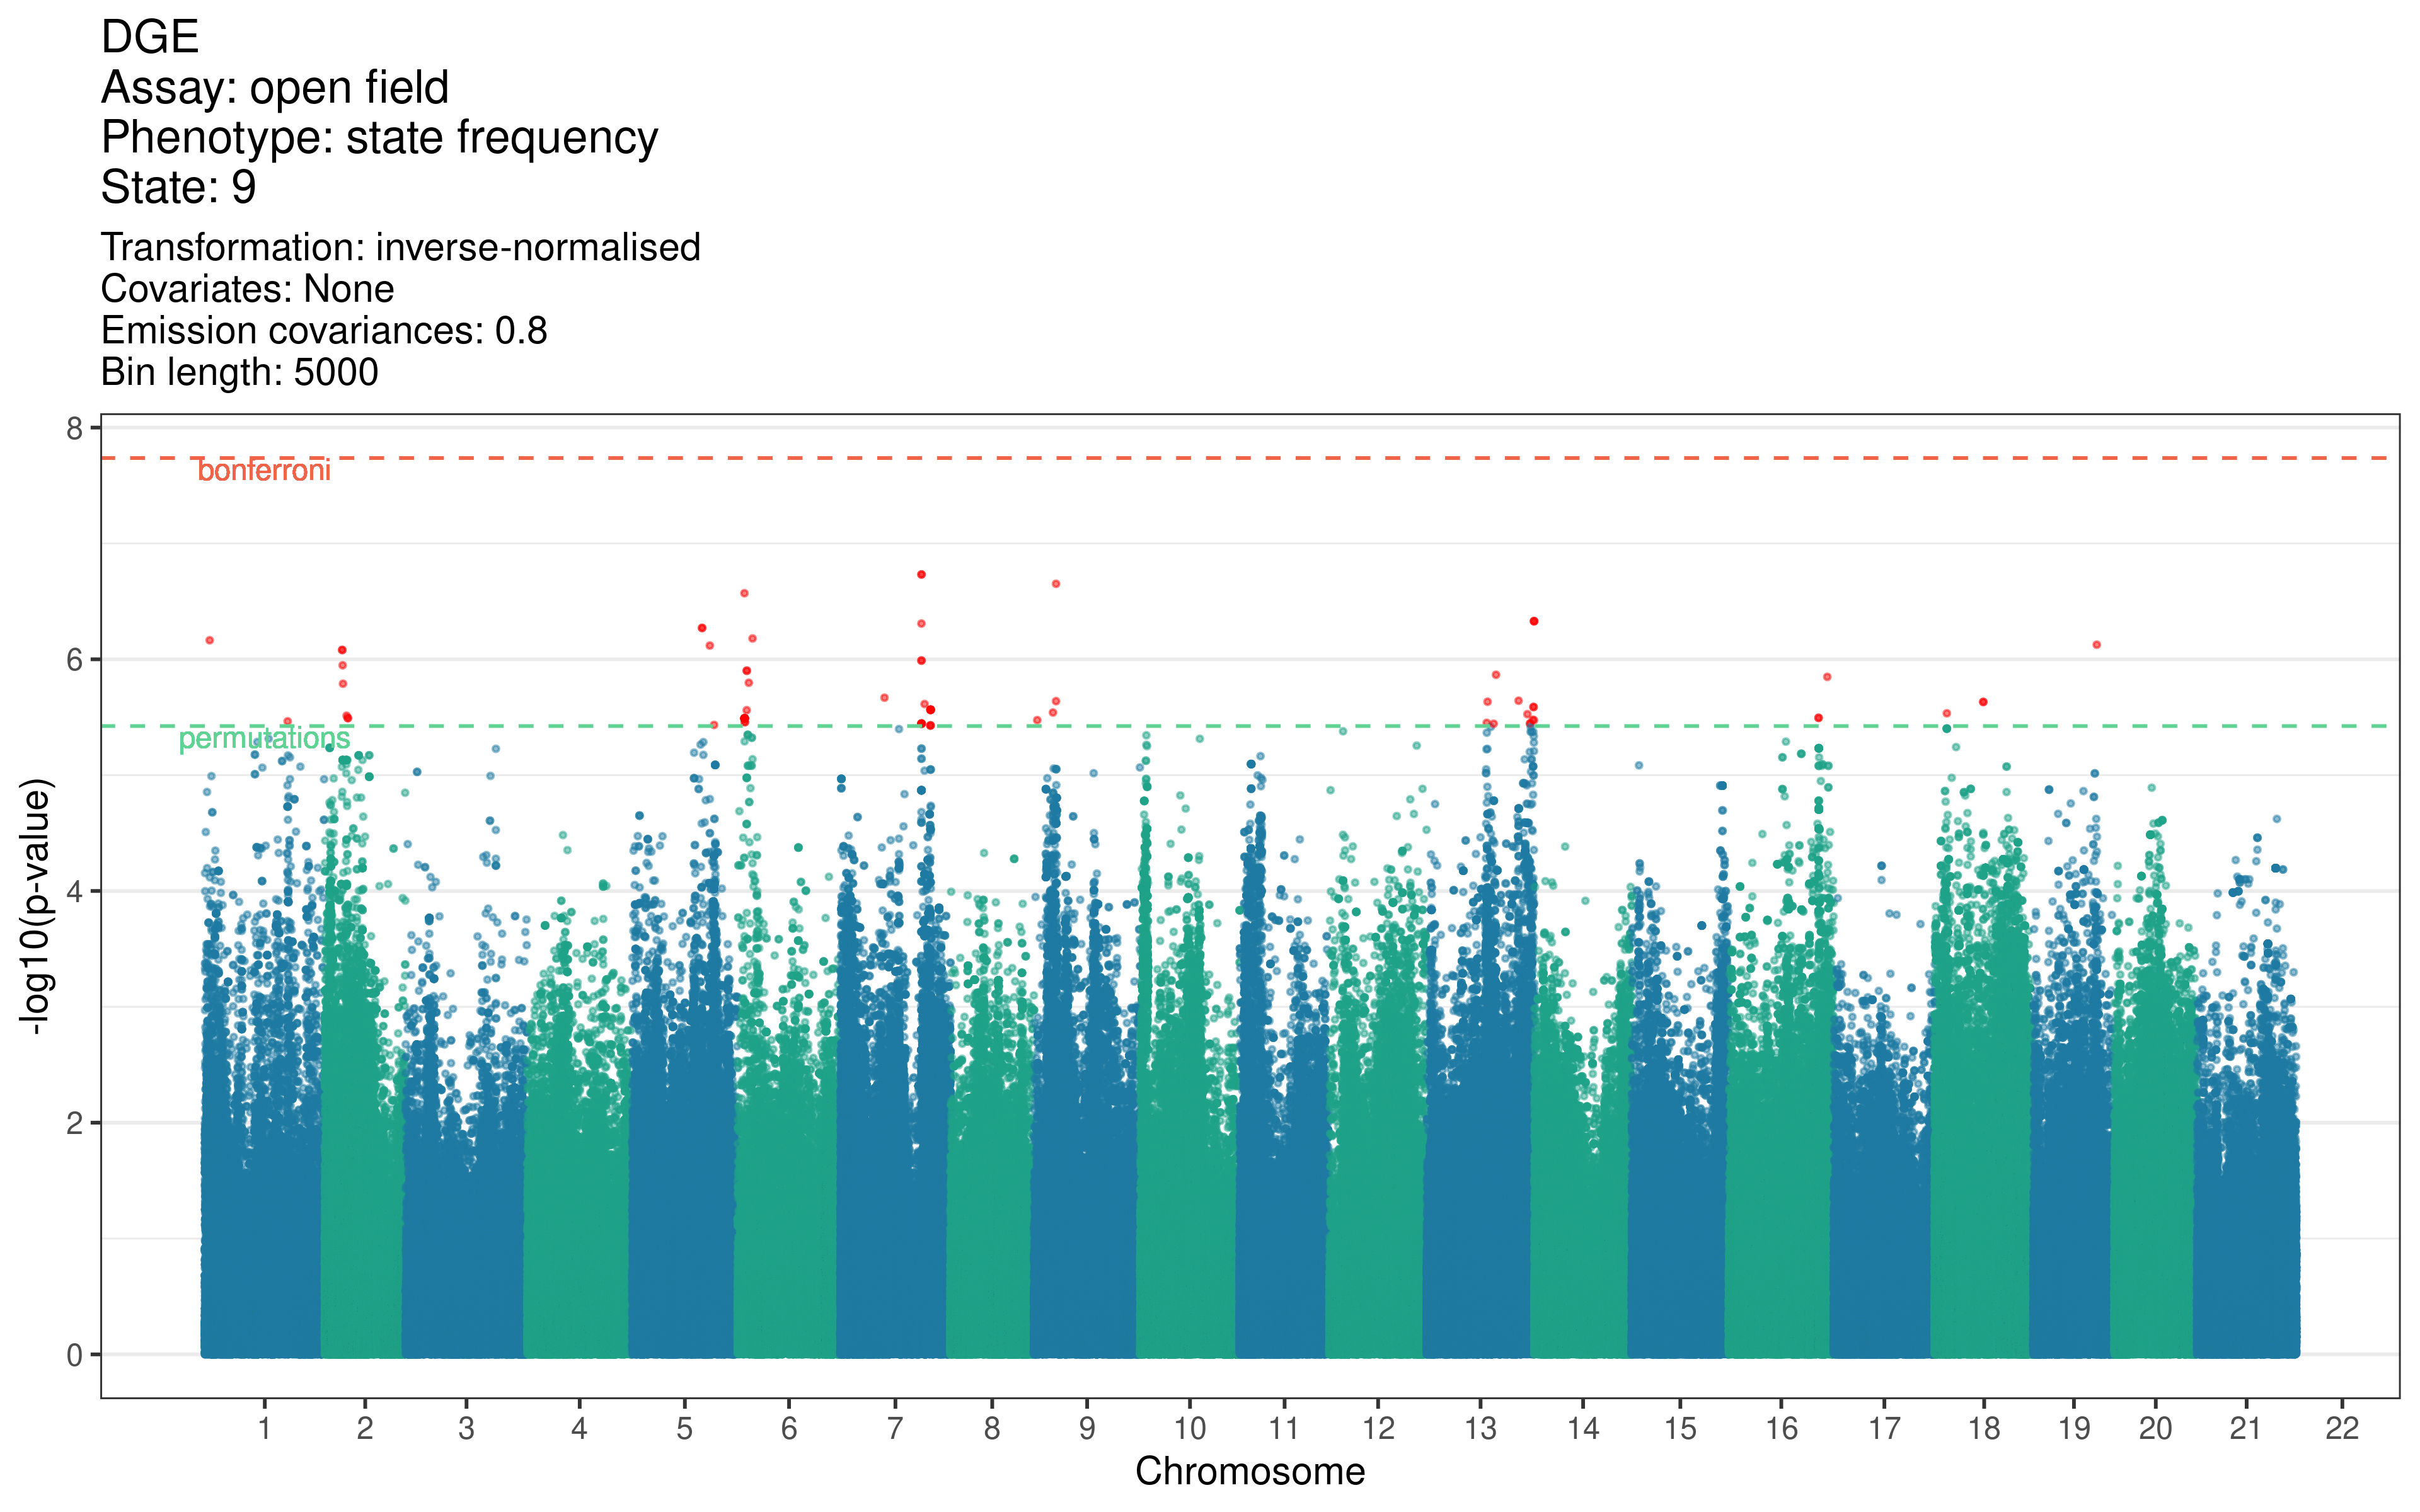 DGE
Assay: open field
Phenotype: state frequency
State: 9
Transformation: inverse-normalised
Covariates: None
Emission covariances: 0.8
Bin length: 5000
8
bonferroni
6
permutations
4
2
0
-log10(p-value)
1 2 3 4 5 6 7 8 9 10 11 12 13 14 15 16 17 18 19 20 21 22
Chromosome